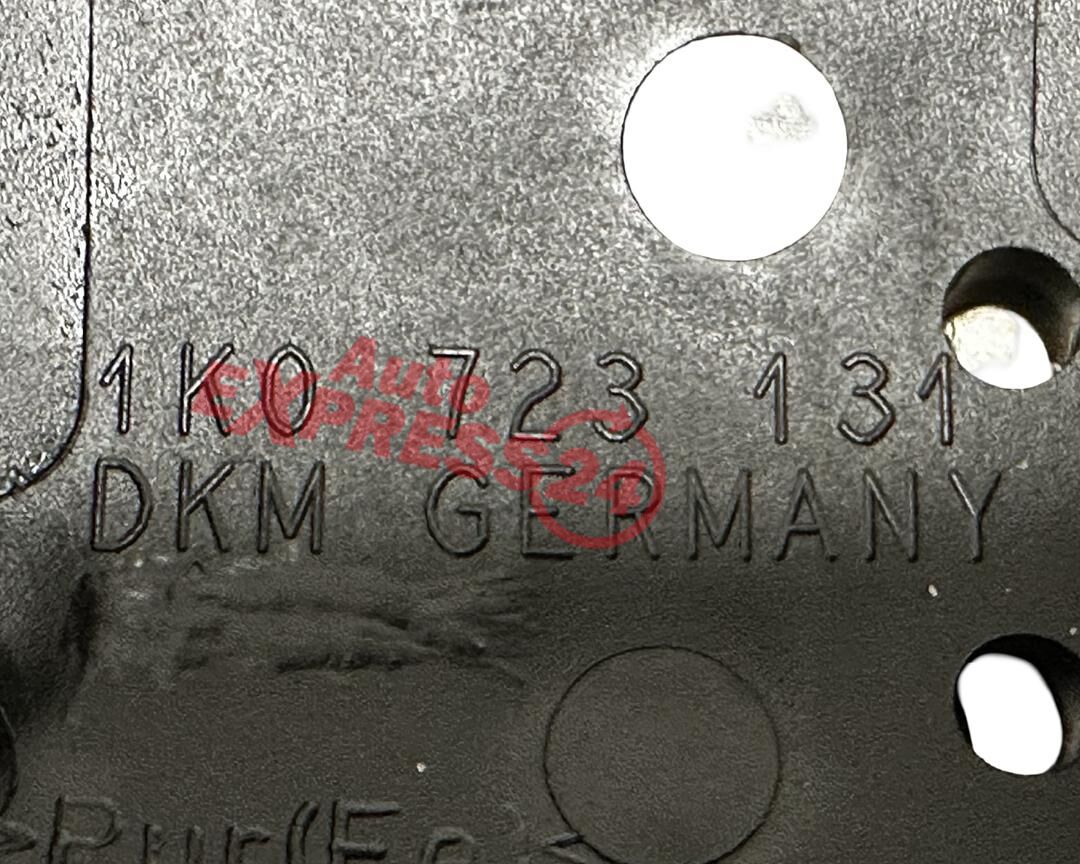 1K0 723 131
Auto
EXPRESS24
DKM GERMANY